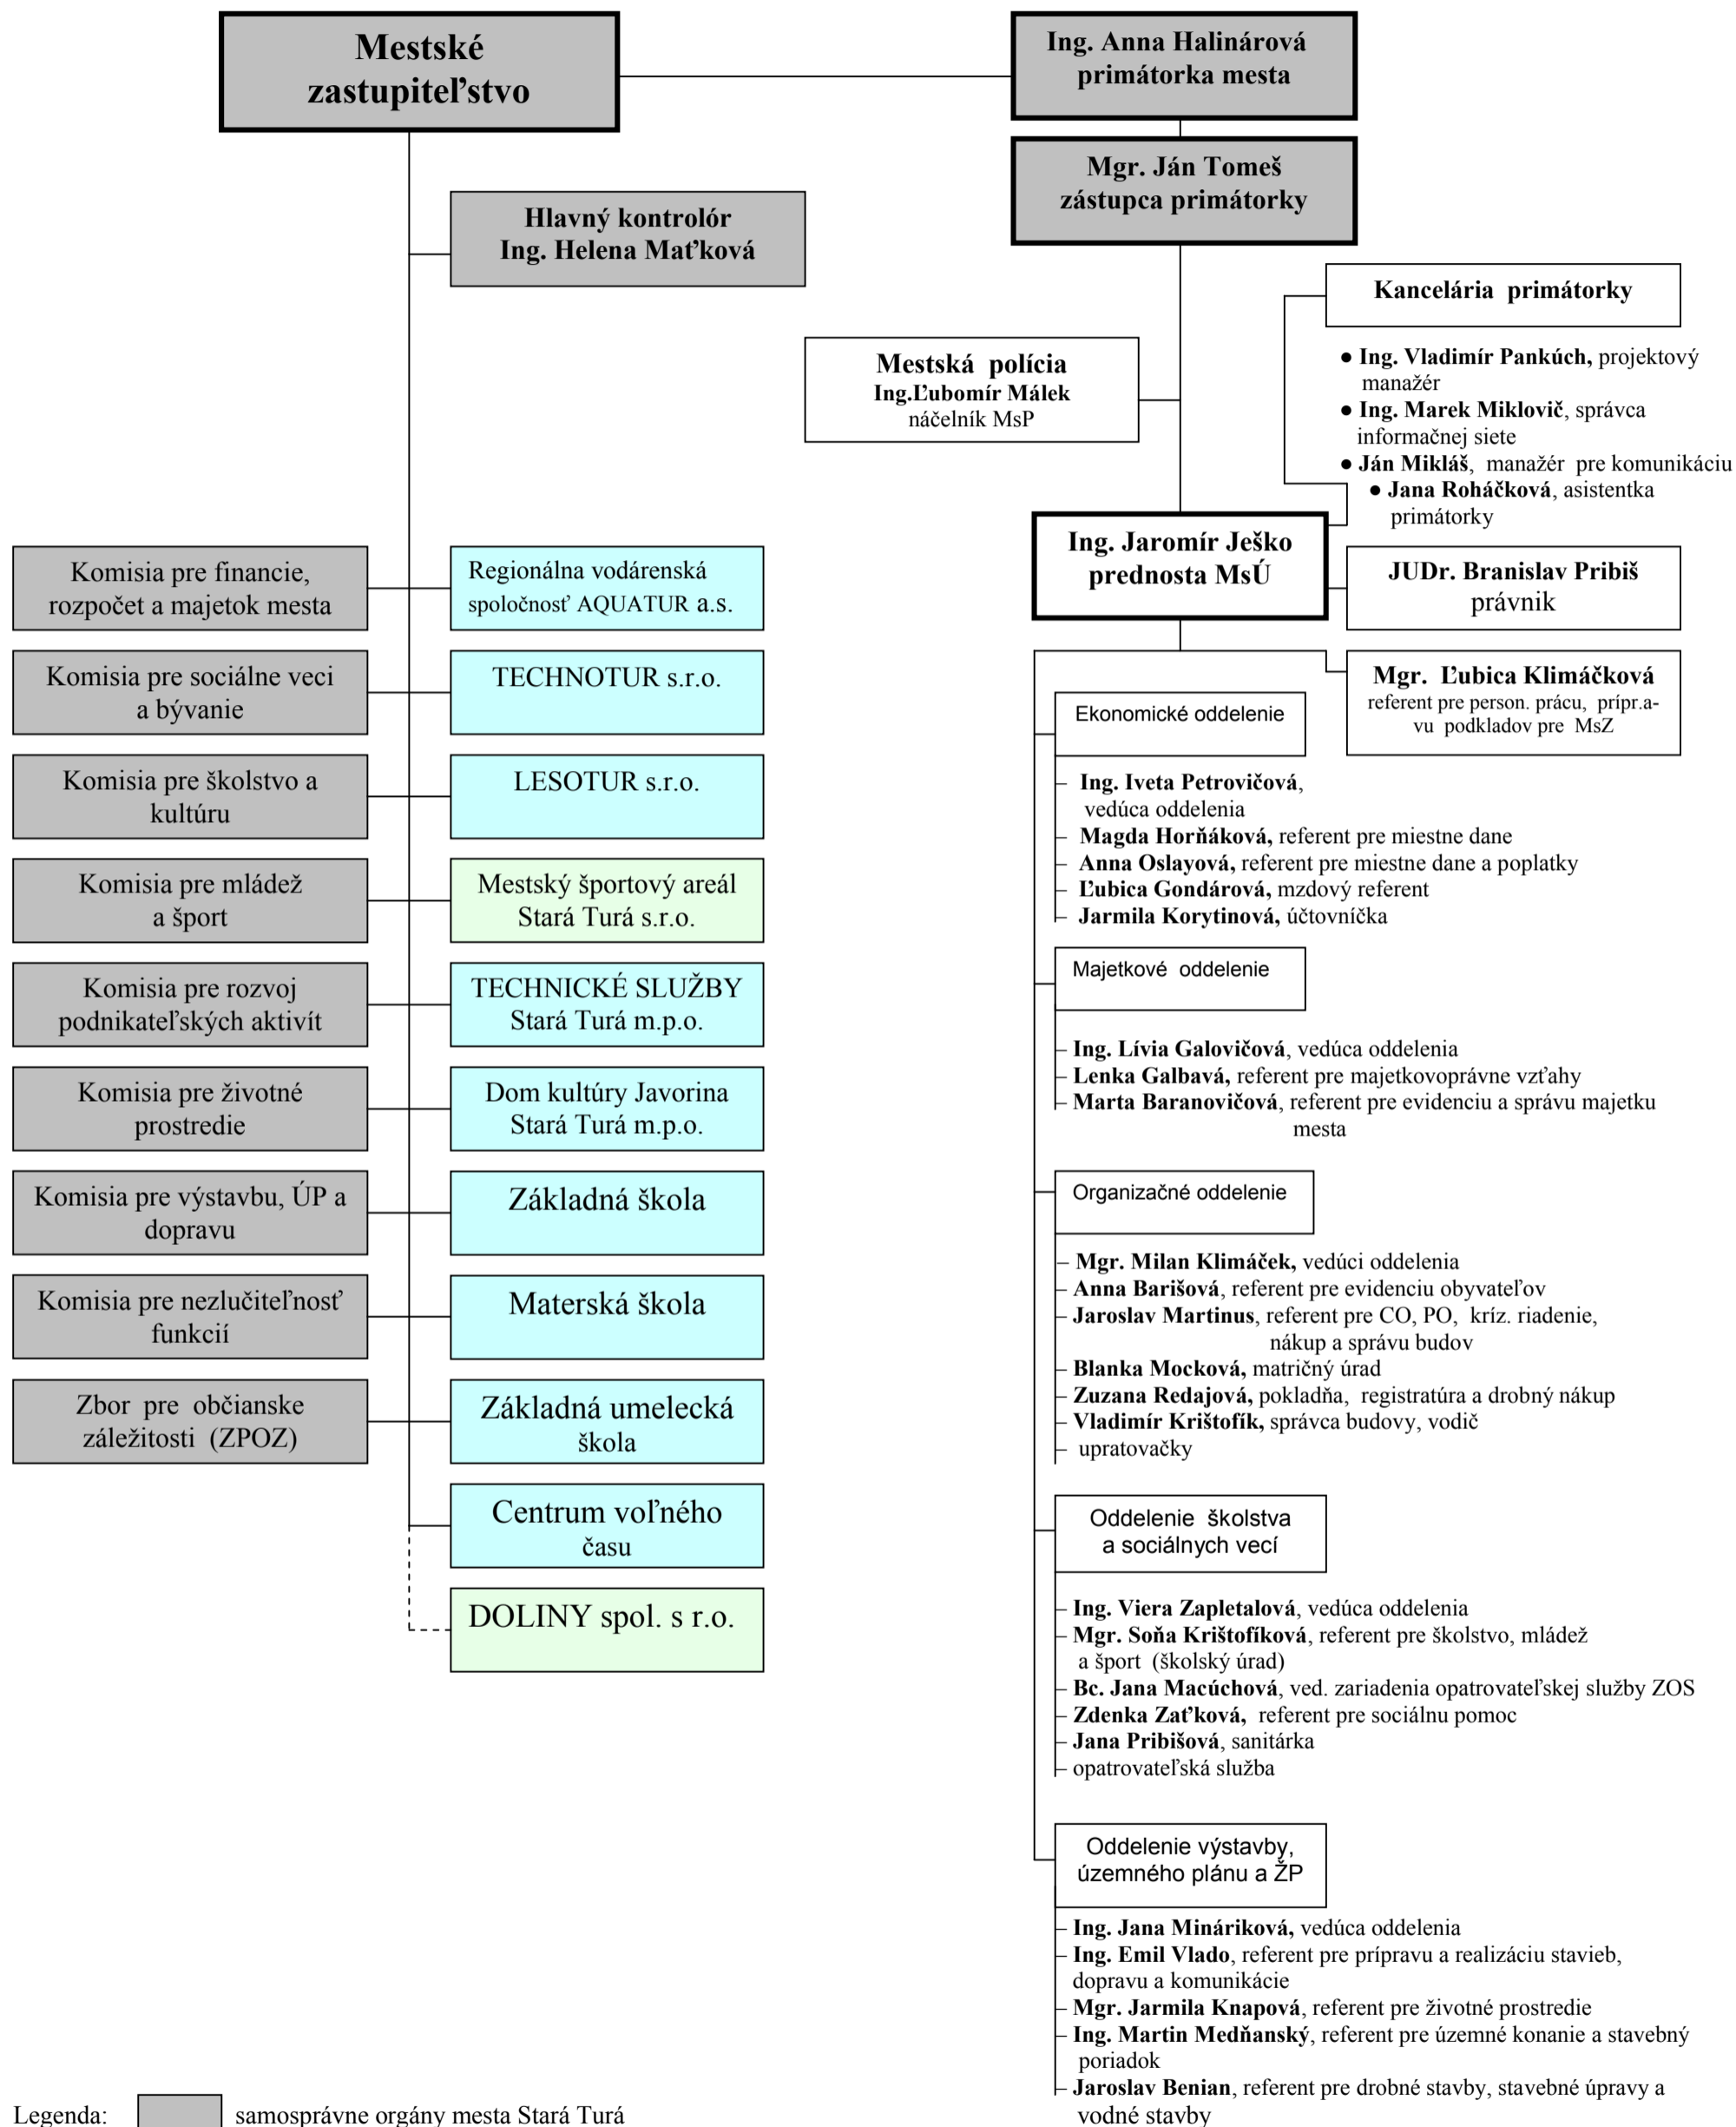 Mestské
zastupiteľstvo
Ing. Anna Halinárová
primátorka mesta
Mgr. Ján Tomeš
zástupca primátorky
Hlavný kontrolór
Ing. Helena Maťková
Kancelária primátorky
● Ing. Vladimír Pankúch, projektový
manažér
● Ing. Marek Miklovič, správca
informačnej siete
● Ján Mikláš, manažér pre komunikáciu
● Jana Roháčková, asistentka
primátorky
Mestská polícia
Ing.Ľubomír Málek
náčelník MsP
Ing. Jaromír Ješko
prednosta MsÚ
JUDr. Branislav Pribiš
právnik
Mgr. Ľubica Klimáčková
referent pre person. prácu, prípr.a-
vu podkladov pre MsZ
Komisia pre financie,
rozpočet a majetok mesta
Regionálna vodárenská
spoločnosť AQUATUR a.s.
Komisia pre sociálne veci
a bývanie
TECHNOTUR s.r.o.
Komisia pre školstvo a
kultúru
LESOTUR s.r.o.
Komisia pre mládež
a šport
Mestský športový areál
Stará Turá s.r.o.
Komisia pre rozvoj
podnikateľských aktivít
TECHNICKÉ SLUŽBY
Stará Turá m.p.o.
Komisia pre životné
prostredie
Dom kultúry Javorina
Stará Turá m.p.o.
Komisia pre výstavbu, ÚP a
dopravu
Základná škola
Komisia pre nezlučiteľnosť
funkcií
Materská škola
Zbor pre občianske
záležitosti (ZPOZ)
Základná umelecká
škola
Centrum voľného
času
DOLINY spol. s r.o.
Ekonomické oddelenie
Ing. Iveta Petrovičová,
vedúca oddelenia
Magda Horňáková, referent pre miestne dane
Anna Oslayová, referent pre miestne dane a poplatky
Ľubica Gondárová, mzdový referent
Jarmila Korytinová, účtovníčka
Majetkové oddelenie
Ing. Lívia Galovičová, vedúca oddelenia
Lenka Galbavá, referent pre majetkovoprávne vzťahy
Marta Baranovičová, referent pre evidenciu a správu majetku
mesta
Organizačné oddelenie
Mgr. Milan Klimáček, vedúci oddelenia
Anna Barišová, referent pre evidenciu obyvateľov
Jaroslav Martinus, referent pre CO, PO, kríz. riadenie,
nákup a správu budov
Blanka Mocková, matričný úrad
Zuzana Redajová, pokladňa, registratúra a drobný nákup
Vladimír Krištofík, správca budovy, vodič
upratovačky
Oddelenie školstva
a sociálnych vecí
Ing. Viera Zapletalová, vedúca oddelenia
Mgr. Soňa Krištofíková, referent pre školstvo, mládež
a šport (školský úrad)
Bc. Jana Macúchová, ved. zariadenia opatrovateľskej služby ZOS
Zdenka Zaťková, referent pre sociálnu pomoc
Jana Pribišová, sanitárka
opatrovateľská služba
Oddelenie výstavby,
územného plánu a ŽP
Ing. Jana Mináriková, vedúca oddelenia
Ing. Emil Vlado, referent pre prípravu a realizáciu stavieb,
dopravu a komunikácie
Mgr. Jarmila Knapová, referent pre životné prostredie
Ing. Martin Medňanský, referent pre územné konanie a stavebný
poriadok
Jaroslav Benian, referent pre drobné stavby, stavebné úpravy a
vodné stavby
Legenda: samosprávne orgány mesta Stará Turá